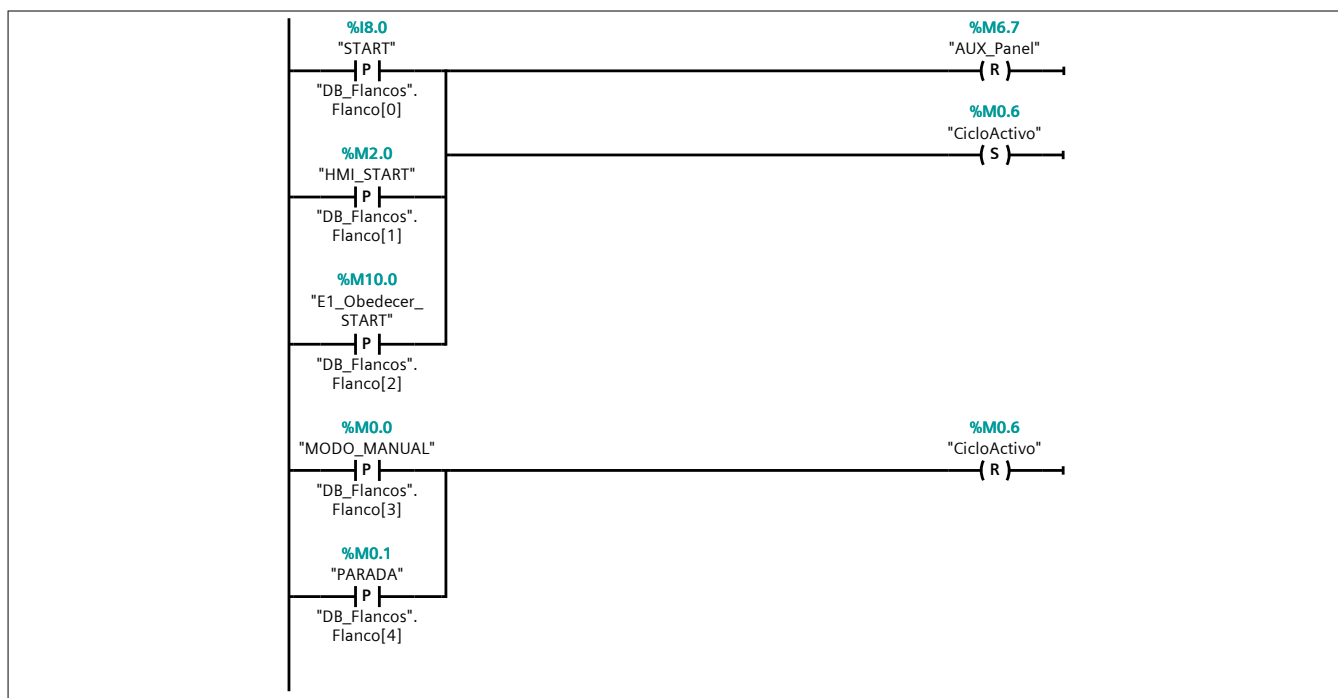 %I8.0
"START"
P
"DB_Flancos".
Flanco[0]
%M6.7
"AUX_Panel"
R
%M0.6
"CicloActivo"
S
%M2.0
"HMI_START"
P
"DB_Flancos".
Flanco[1]
%M10.0
"E1_Obedecer_
START"
P
"DB_Flancos".
Flanco[2]
%M0.0
"MODO_MANUAL"
P
"DB_Flancos".
Flanco[3]
%M0.6
"CicloActivo"
R
%M0.1
"PARADA"
P
"DB_Flancos".
Flanco[4]